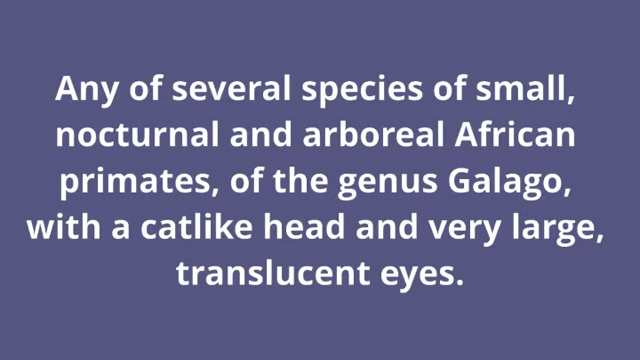 Any of several species of small,
nocturnal and arboreal African
primates, of the genus Galago,
with a catlike head and very large,
translucent eyes.